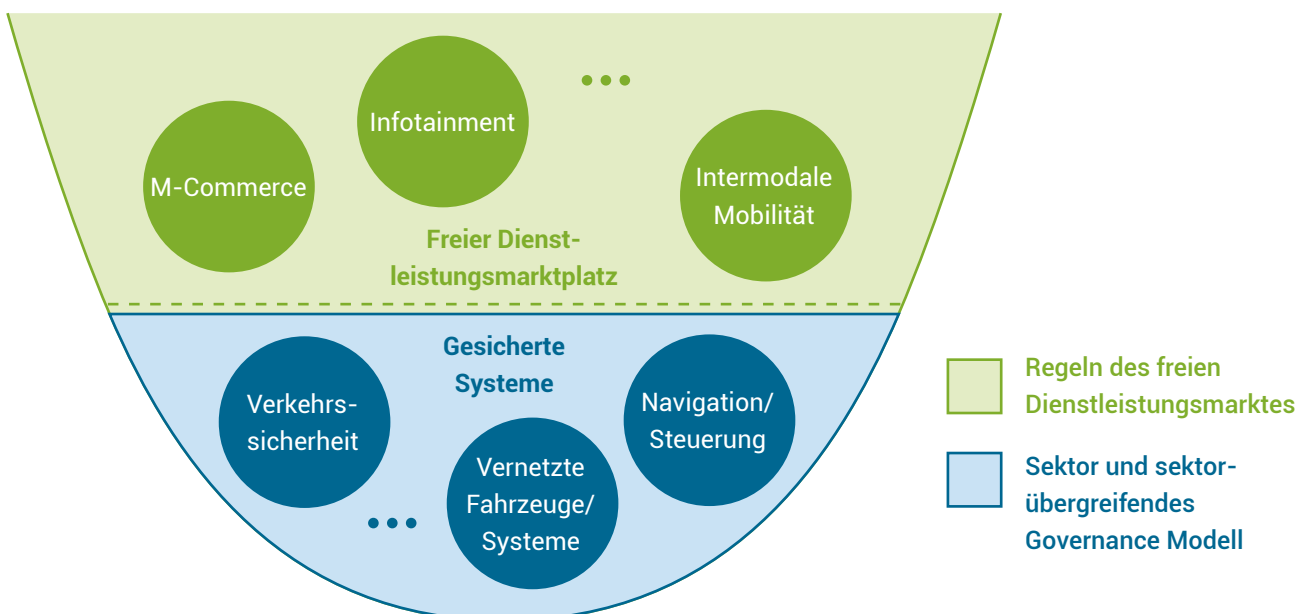 •••
Infotainment
M-Commerce
Intermodale
Mobilität
Freier Dienst-
leistungsmarktplatz
Gesicherte
Systeme
Verkehrs-
sicherheit
Navigation/
Steuerung
Vernetzte
Fahrzeuge/
Systeme
•••
Regeln des freien
Dienstleistungsmarktes
Sektor und sektor-
übergreifendes
Governance Modell